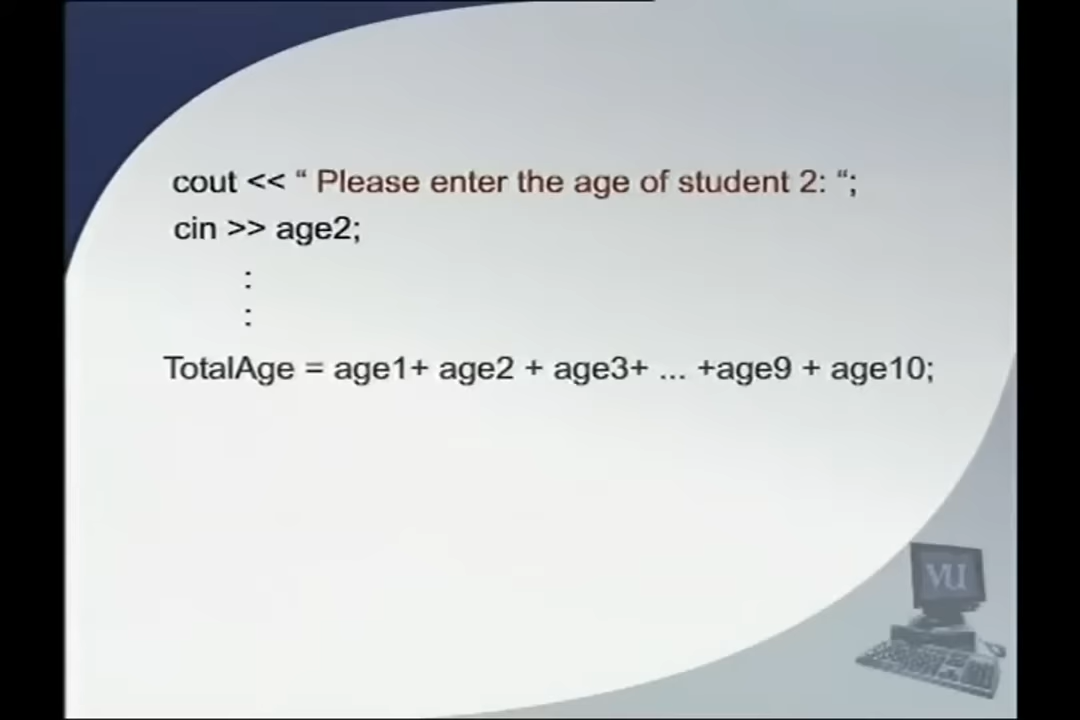 cout << “ Please enter the age of student 2: “;
cin >> age2;
:
:
TotalAge = age1+ age2 + age3+ ... +age9 + age10;
VU